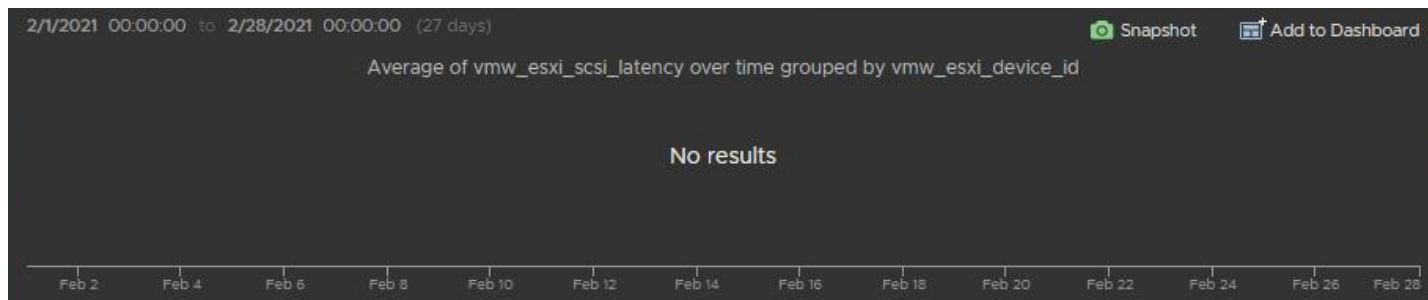 2/1/2021 00:00:00 to 2/28/2021 00:00:00 (27 days) Snapshot Add to Dashboard
Average of vmw_esxi_scsi_latency over time grouped by vmw_esxi_device_id
No results
Feb 2 Feb 4 Feb 6 Feb 8 Feb 10 Feb 12 Feb 14 Feb 16 Feb 18 Feb 20 Feb 22 Feb 24 Feb 26 Feb 28